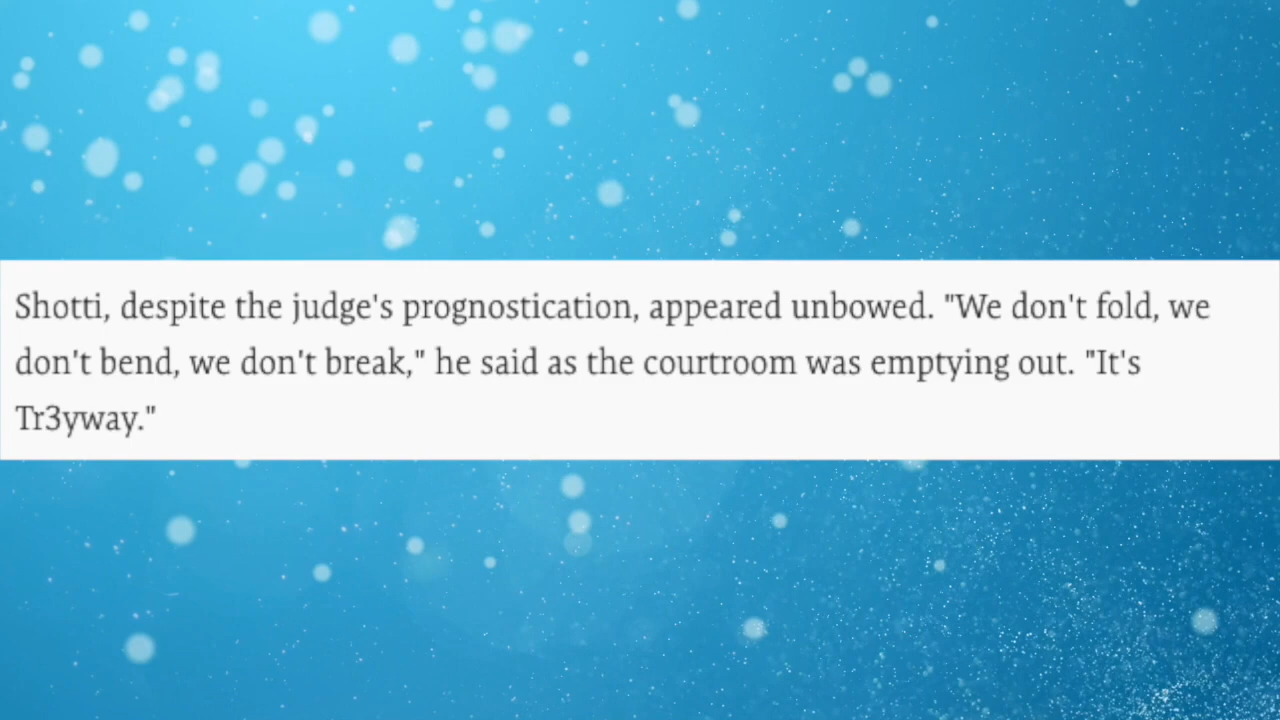 Shotti, despite the judge's prognostication, appeared unbowed. "We don't fold, we
don't bend, we don't break," he said as the courtroom was emptying out. "It's
Tr3yway."